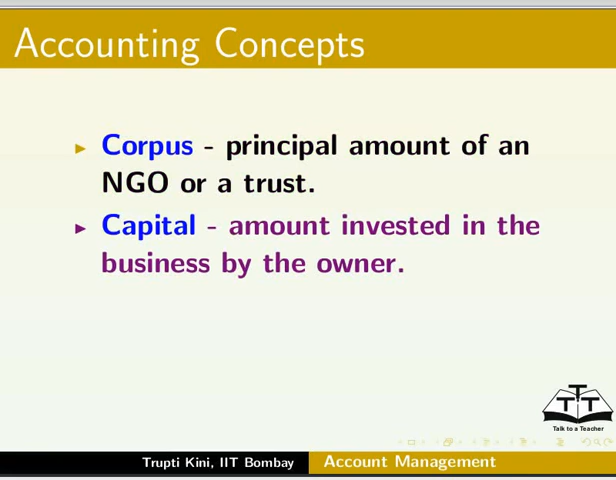 Accounting Concepts
Corpus - principal amount of an
NGO or a trust.
Capital - amount invested in the
business by the owner.
T
T T
Talk to a Teacher
Trupti Kini, IIT Bombay
Account Management